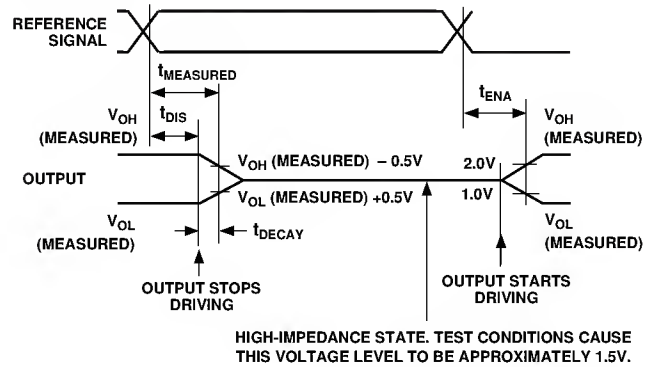 REFERENCE
SIGNAL
tMEASURED
tDIS
tENA
VOH
(MEASURED)
VOH
(MEASURED)
VOH (MEASURED) – 0.5V
2.0V
OUTPUT
VOL (MEASURED) +0.5V
1.0V
VOL
(MEASURED)
tDECAY
VOL
(MEASURED)
OUTPUT STOPS
DRIVING
OUTPUT STARTS
DRIVING
HIGH-IMPEDANCE STATE. TEST CONDITIONS CAUSE
THIS VOLTAGE LEVEL TO BE APPROXIMATELY 1.5V.